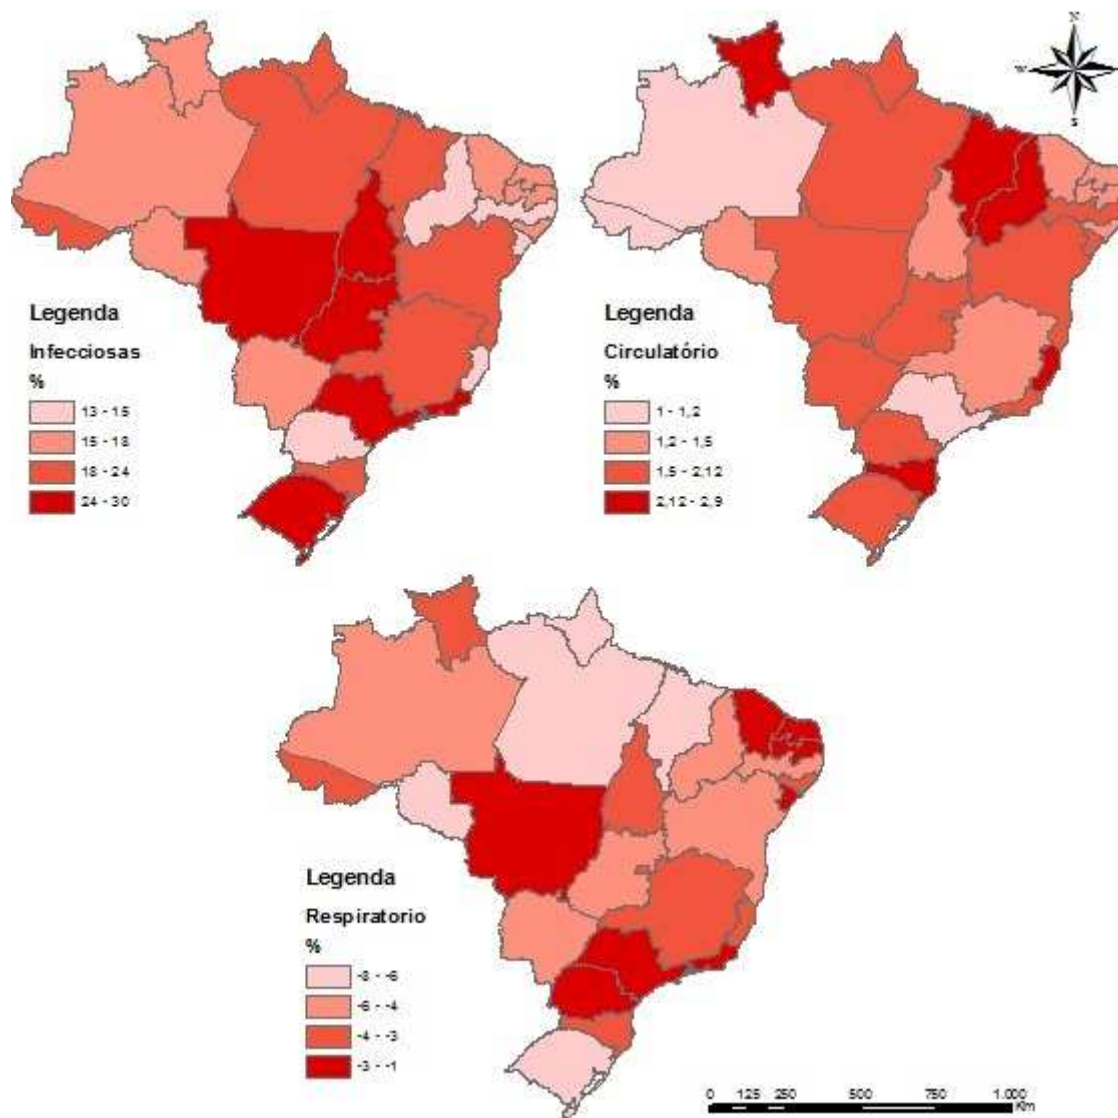 N
W
S
Legenda
Infecciosas
%
13 - 15
15 - 18
18 - 24
24 - 30
Legenda
Circulatório
%
1 - 1,2
1,2 - 1,5
1,5 - 2,12
2,12 - 2,9
Legenda
Respiratorio
%
-8 - -6
-6 - -4
-4 - -3
-3 - -1
0 125 250 500 750 1.000
Km